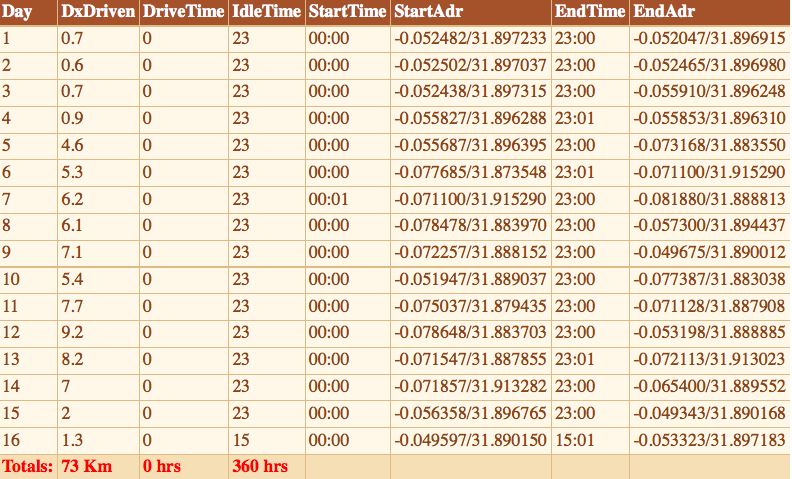 Day DxDriven DriveTime IdleTime StartTime StartAdr EndTime EndAdr
1 0.7 0 23 00:00 -0.052482/31.897233 23:00 -0.052047/31.896915
2 0.6 0 23 00:00 -0.052502/31.897037 23:00 -0.052465/31.896980
3 0.7 0 23 00:00 -0.052438/31.897315 23:00 -0.055910/31.896248
4 0.9 0 23 00:00 -0.055827/31.896288 23:01 -0.055853/31.896310
5 4.6 0 23 00:00 -0.055687/31.896395 23:00 -0.073168/31.883550
6 5.3 0 23 00:00 -0.077685/31.873548 23:01 -0.071100/31.915290
7 6.2 0 23 00:01 -0.071100/31.915290 23:00 -0.081880/31.888813
8 6.1 0 23 00:00 -0.078478/31.883970 23:00 -0.057300/31.894437
9 7.1 0 23 00:00 -0.072257/31.888152 23:00 -0.049675/31.890012
10 5.4 0 23 00:00 -0.051947/31.889037 23:00 -0.077387/31.883038
11 7.7 0 23 00:00 -0.075037/31.879435 23:00 -0.071128/31.887908
12 9.2 0 23 00:00 -0.078648/31.883703 23:00 -0.053198/31.888885
13 8.2 0 23 00:00 -0.071547/31.887855 23:01 -0.072113/31.913023
14 7 0 23 00:00 -0.071857/31.913282 23:00 -0.065400/31.889552
15 2 0 23 00:00 -0.056358/31.896765 23:00 -0.049343/31.890168
16 1.3 0 15 00:00 -0.049597/31.890150 15:01 -0.053323/31.897183
Totals: 73 Km 0 hrs 360 hrs